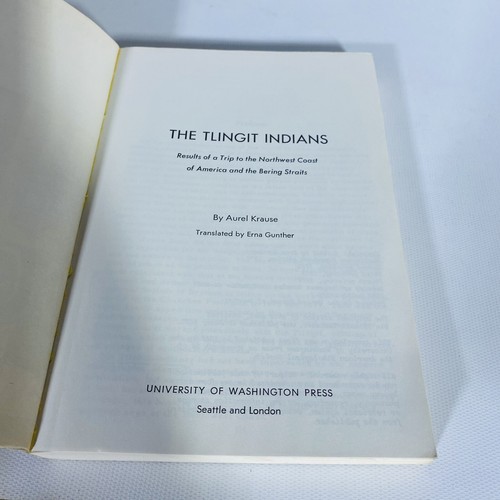 THE TLINGIT INDIANS
Results of a Trip to the Northwest Coast
of America and the Bering Straits
By Aurel Krause
Translated by Erna Gunther
UNIVERSITY OF WASHINGTON PRESS
Seattle and London